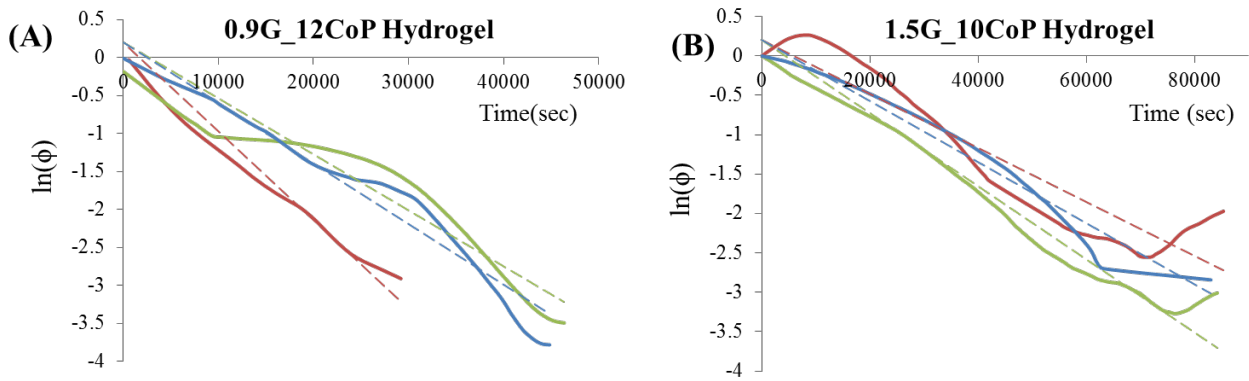 (A)
0.9G_12CoP Hydrogel
0.5
0
-0.5
-1
-1.5
-2
-2.5
-3
-3.5
-4
ln(ϕ)
0 10000 20000 30000 40000 50000
Time(sec)
(B)
1.5G_10CoP Hydrogel
0.5
0
-0.5
-1
-1.5
-2
-2.5
-3
-3.5
-4
ln(ϕ)
0 20000 40000 60000 80000
Time (sec)